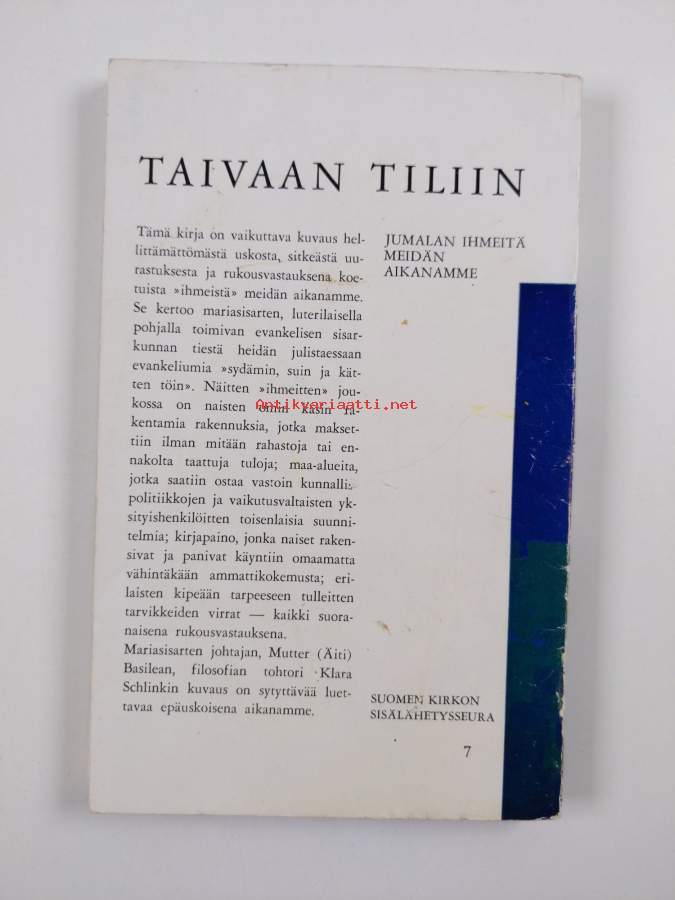 TAIVAAN TILIIN
Tämä kirja on vaikuttava kuvaus hel-
littämättömästä uskosta, sitkeästä uu-
rastuksesta ja rukousvastauksena koe-
tuista »ihmeistä» meidän aikanamme.
Se kertoo mariasisarten, luterilaisella
pohjalla toimivan evankelisen sisar-
kunnan tiestä heidän julistaessaan
evankeliumia »sydämin, suin ja kät-
ten töin». Näitten »ihmeitten» jou-
kossa on naisten omin käsin ra-
kentamia rakennuksia, jotka makset-
tiin ilman mitään rahastoja tai en-
nakolta taattuja tuloja; maa-alueita,
jotka saatiin ostaa vastoin kunnallis-
politiikkojen ja vaikutusvaltaisten yk-
sityishenkilöitten toisenlaisia suunni-
telmia; kirjapaino, jonka naiset raken-
sivat ja panivat käyntiin omaamatta
vähintäkään ammattikokemusta; eri-
laisten kipeään tarpeeseen tulleitten
tarvikkeiden virrat — kaikki suora-
naisena rukousvastauksena.
Mariasisarten johtajan, Mutter (Äiti)
Basilean, filosofian tohtori Klara
Schlinkin kuvaus on sytyttävää luet-
tavaa epäuskoisena aikanamme.
JUMALAN IHMEITÄ
MEIDÄN
AIKANAMME
Antikvariaatti.net
SUOMEN KIRKON
SISÄLÄHETYSSEURA
7